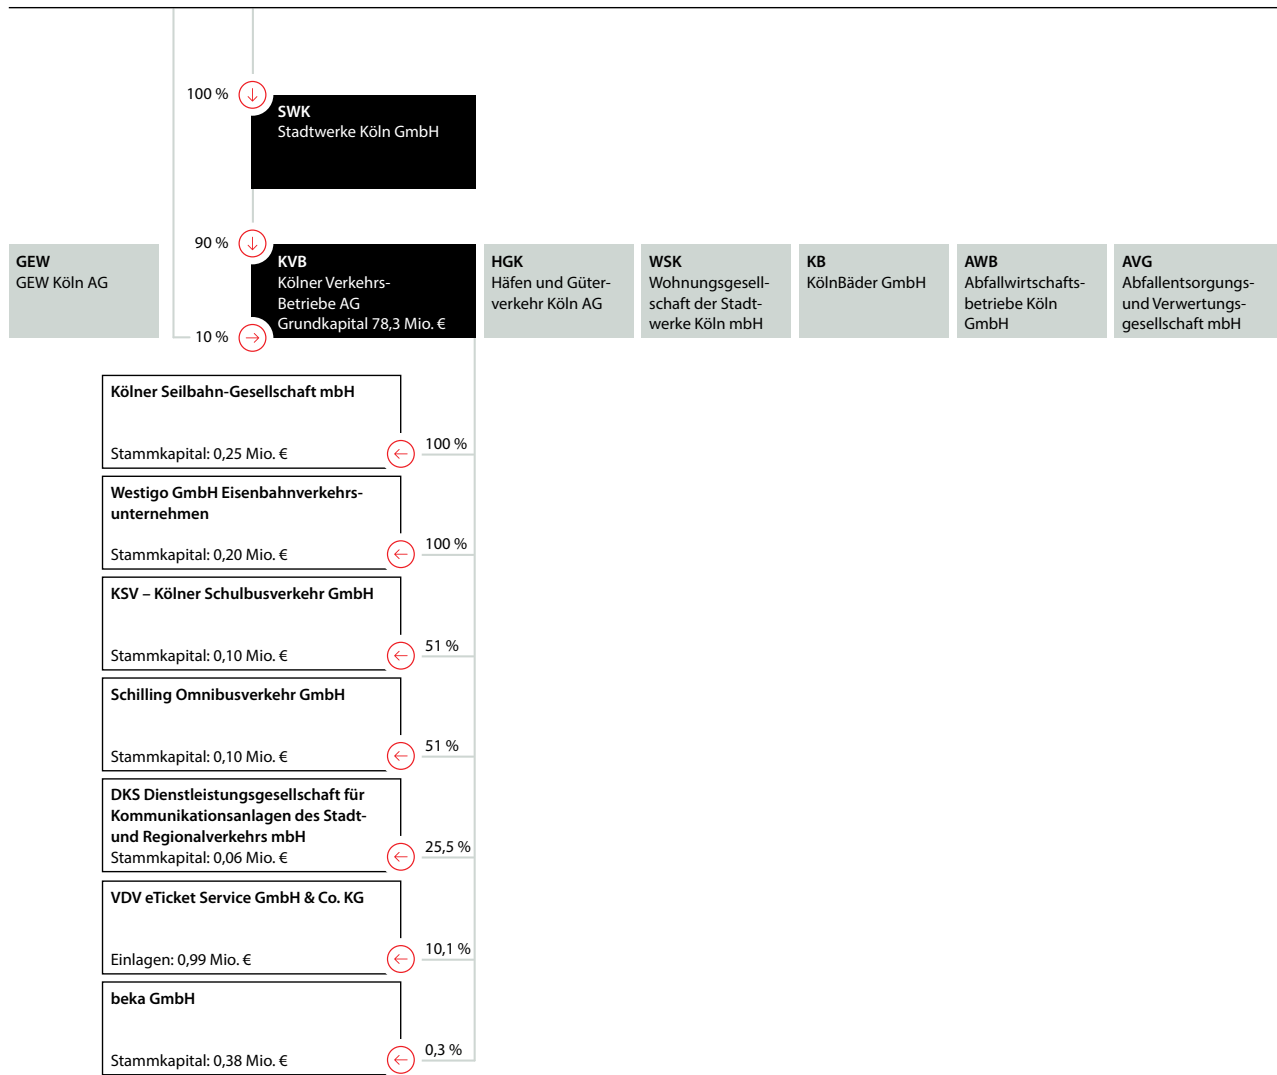 100 %
SWK
Stadtwerke Köln GmbH
90 %
GEW
GEW Köln AG
KVB
Kölner Verkehrs-
Betriebe AG
Grundkapital 78,3 Mio. €
HGK
Häfen und Güter-
verkehr Köln AG
WSK
Wohnungsgesell-
schaft der Stadt-
werke Köln mbH
KB
KölnBäder GmbH
AWB
Abfallwirtschafts-
betriebe Köln
GmbH
AVG
Abfallentsorgungs-
und Verwertungs-
gesellschaft mbH
10 %
Kölner Seilbahn-Gesellschaft mbH
Stammkapital: 0,25 Mio. €
100 %
Westigo GmbH Eisenbahnverkehrs-
unternehmen
Stammkapital: 0,20 Mio. €
100 %
KSV – Kölner Schulbusverkehr GmbH
Stammkapital: 0,10 Mio. €
51 %
Schilling Omnibusverkehr GmbH
Stammkapital: 0,10 Mio. €
51 %
DKS Dienstleistungsgesellschaft für
Kommunikationsanlagen des Stadt-
und Regionalverkehrs mbH
Stammkapital: 0,06 Mio. €
25,5 %
VDV eTicket Service GmbH & Co. KG
Einlagen: 0,99 Mio. €
10,1 %
beka GmbH
Stammkapital: 0,38 Mio. €
0,3 %